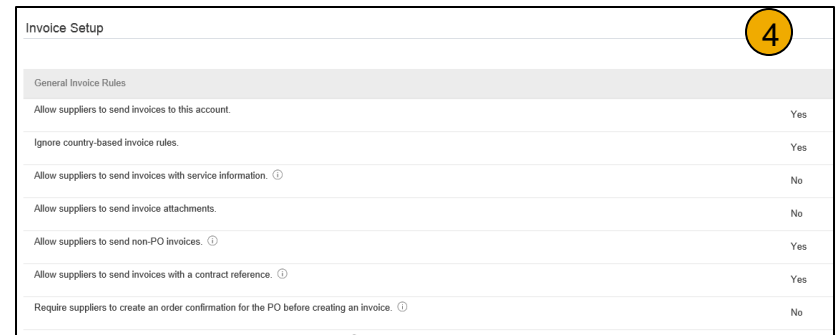 Invoice Setup
4
General Invoice Rules
Allow suppliers to send invoices to this account. Yes
Ignore country-based invoice rules. Yes
Allow suppliers to send invoices with service information. ⓘ No
Allow suppliers to send invoice attachments. No
Allow suppliers to send non-PO invoices. ⓘ Yes
Allow suppliers to send invoices with a contract reference. ⓘ Yes
Require suppliers to create an order confirmation for the PO before creating an invoice. ⓘ No